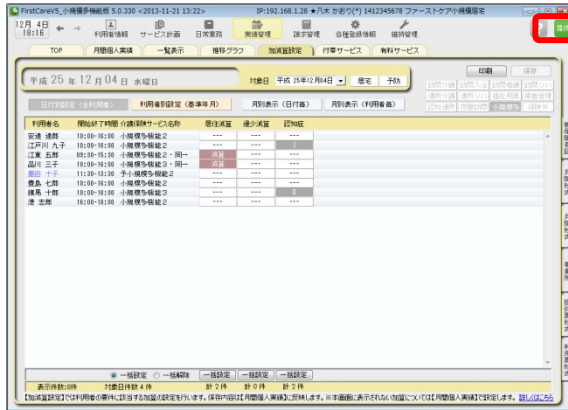 FirstCareV5_小規模多機能版 5.0.330 <2013-11-21 13:22> IP:192.168.1.28 ★八木 かおり(*) 1412345678 ファーストケア小規模居宅
12月 4日 18:16 利用者情報 サービス計画 日常業務 実績管理 請求管理 各種登録情報 維持管理
TOP 月間個人実績 一覧表示 推移グラフ 加減算設定 付帯サービス 有料サービス
平成 25 年 12 月 04 日 水曜日 対象日 平成 25年12月04日 居宅 予防 印刷 保存
日付別設定 (全利用者) 利用者別設定 (基準年月) 月別表示 (日付毎) 月別表示 (利用者毎)
利用者名 開始終了時間 介護保険サービス名称 居住減算 過少減算 認知症
安達 達郎 10:00-16:00 小規模多機能2 --- --- ---
江戸川 九子 10:00-16:00 小規模多機能2 --- --- I
江東 五郎 09:30-15:30 小規模多機能2・同一 減算 --- ---
品川 三子 10:00-16:00 小規模多機能3・同一 減算 --- ---
墨田 十子 11:30-13:30 予小規模多機能2 --- --- ---
豊島 七郎 10:00-16:00 小規模多機能2 --- --- ---
練馬 十郎 10:00-16:00 小規模多機能3 --- --- II
港 志郎 16:00-18:00 小規模多機能2 --- --- ---
一括設定 一括解除 一括設定 一括設定 一括設定
表示件数:8件 対象日件数 4 件 計 2 件 計 0 件 計 2 件
【加減算設定】では利用者の要件に該当する加算の設定を行います。保存内容は【月間個人実績】に反映します。※本画面に表示されない加算については【月間個人実績】で設定します。 詳しくはこちら